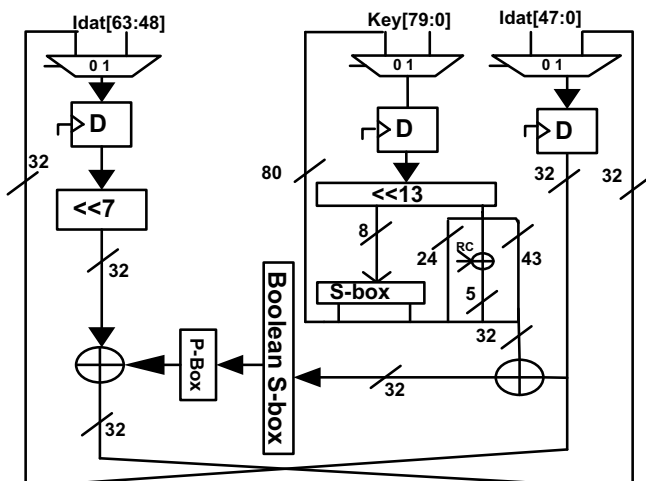 Idat[63:48]
Key[79:0]
Idat[47:0]
0 1
0 1
0 1
D
D
D
32
80
32
32
<<7
<<13
8
24
RC
43
5
32
S-box
32
Boolean S-box
P-Box
32
32